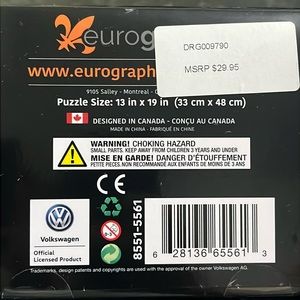 eurog
DRG009790
MSRP $29.95
www.eurograph
9105 Salley - Montreal -
Puzzle Size: 13 in x 19 in (33 cm x 48 cm)
DESIGNED IN CANADA - CONÇU AU CANADA
MADE IN CHINA - FABRIQUÉ EN CHINE
WARNING! CHOKING HAZARD
SMALL PARTS. KEEP AWAY FROM CHILDREN 3 YEARS AND UNDER
MISE EN GARDE! DANGER D'ÉTOUFFEMENT
PETITES PIÈCES. NON RECOMMANDÉE AUX ENFANTS DE MOINS DE 3 ANS
Volkswagen
Official
Licensed Product
CE
0-3
8551-5561
6 28136 65561 3
Trademarks, design patents and copyrights are used with the approval of the owner Volkswagen AG.